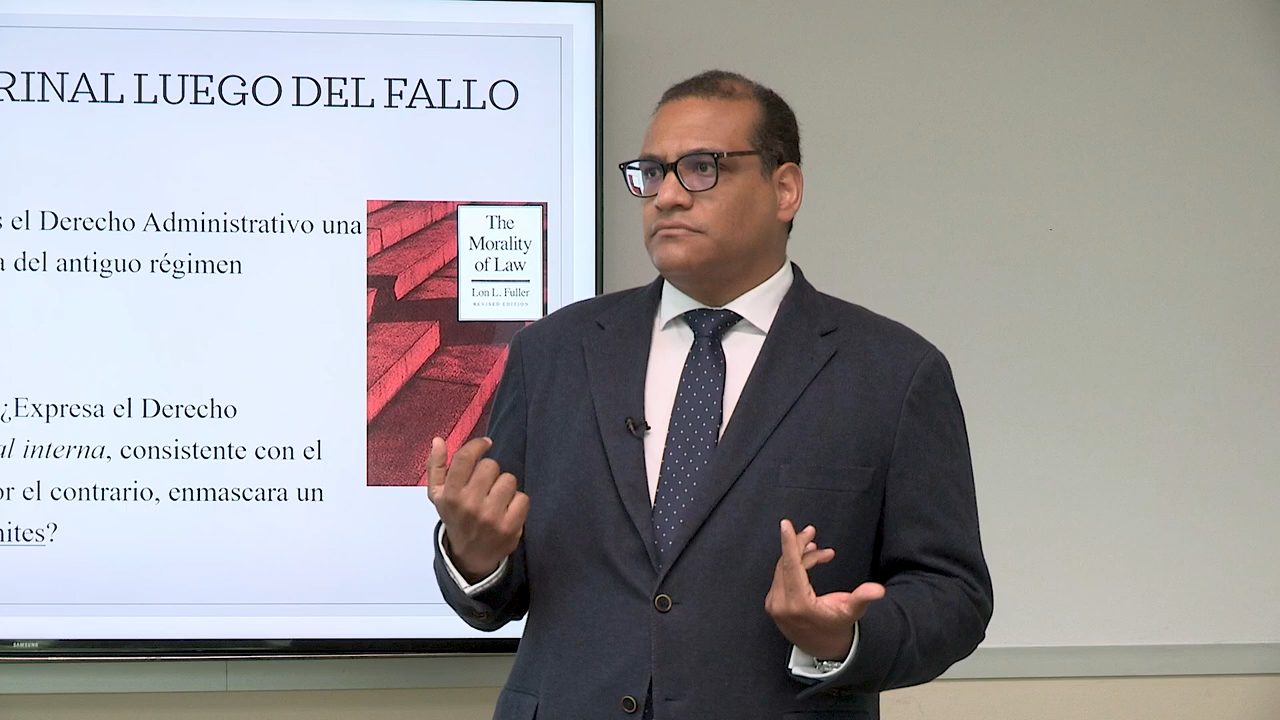 RINAL LUEGO DEL FALLO
s el Derecho Administrativo una
a del antiguo régimen
The
Morality
of Law
Lon L. Fuller
REVISED EDITION
¿Expresa el Derecho
al interna, consistente con el
or el contrario, enmascara un
nites?
SAMSUNG